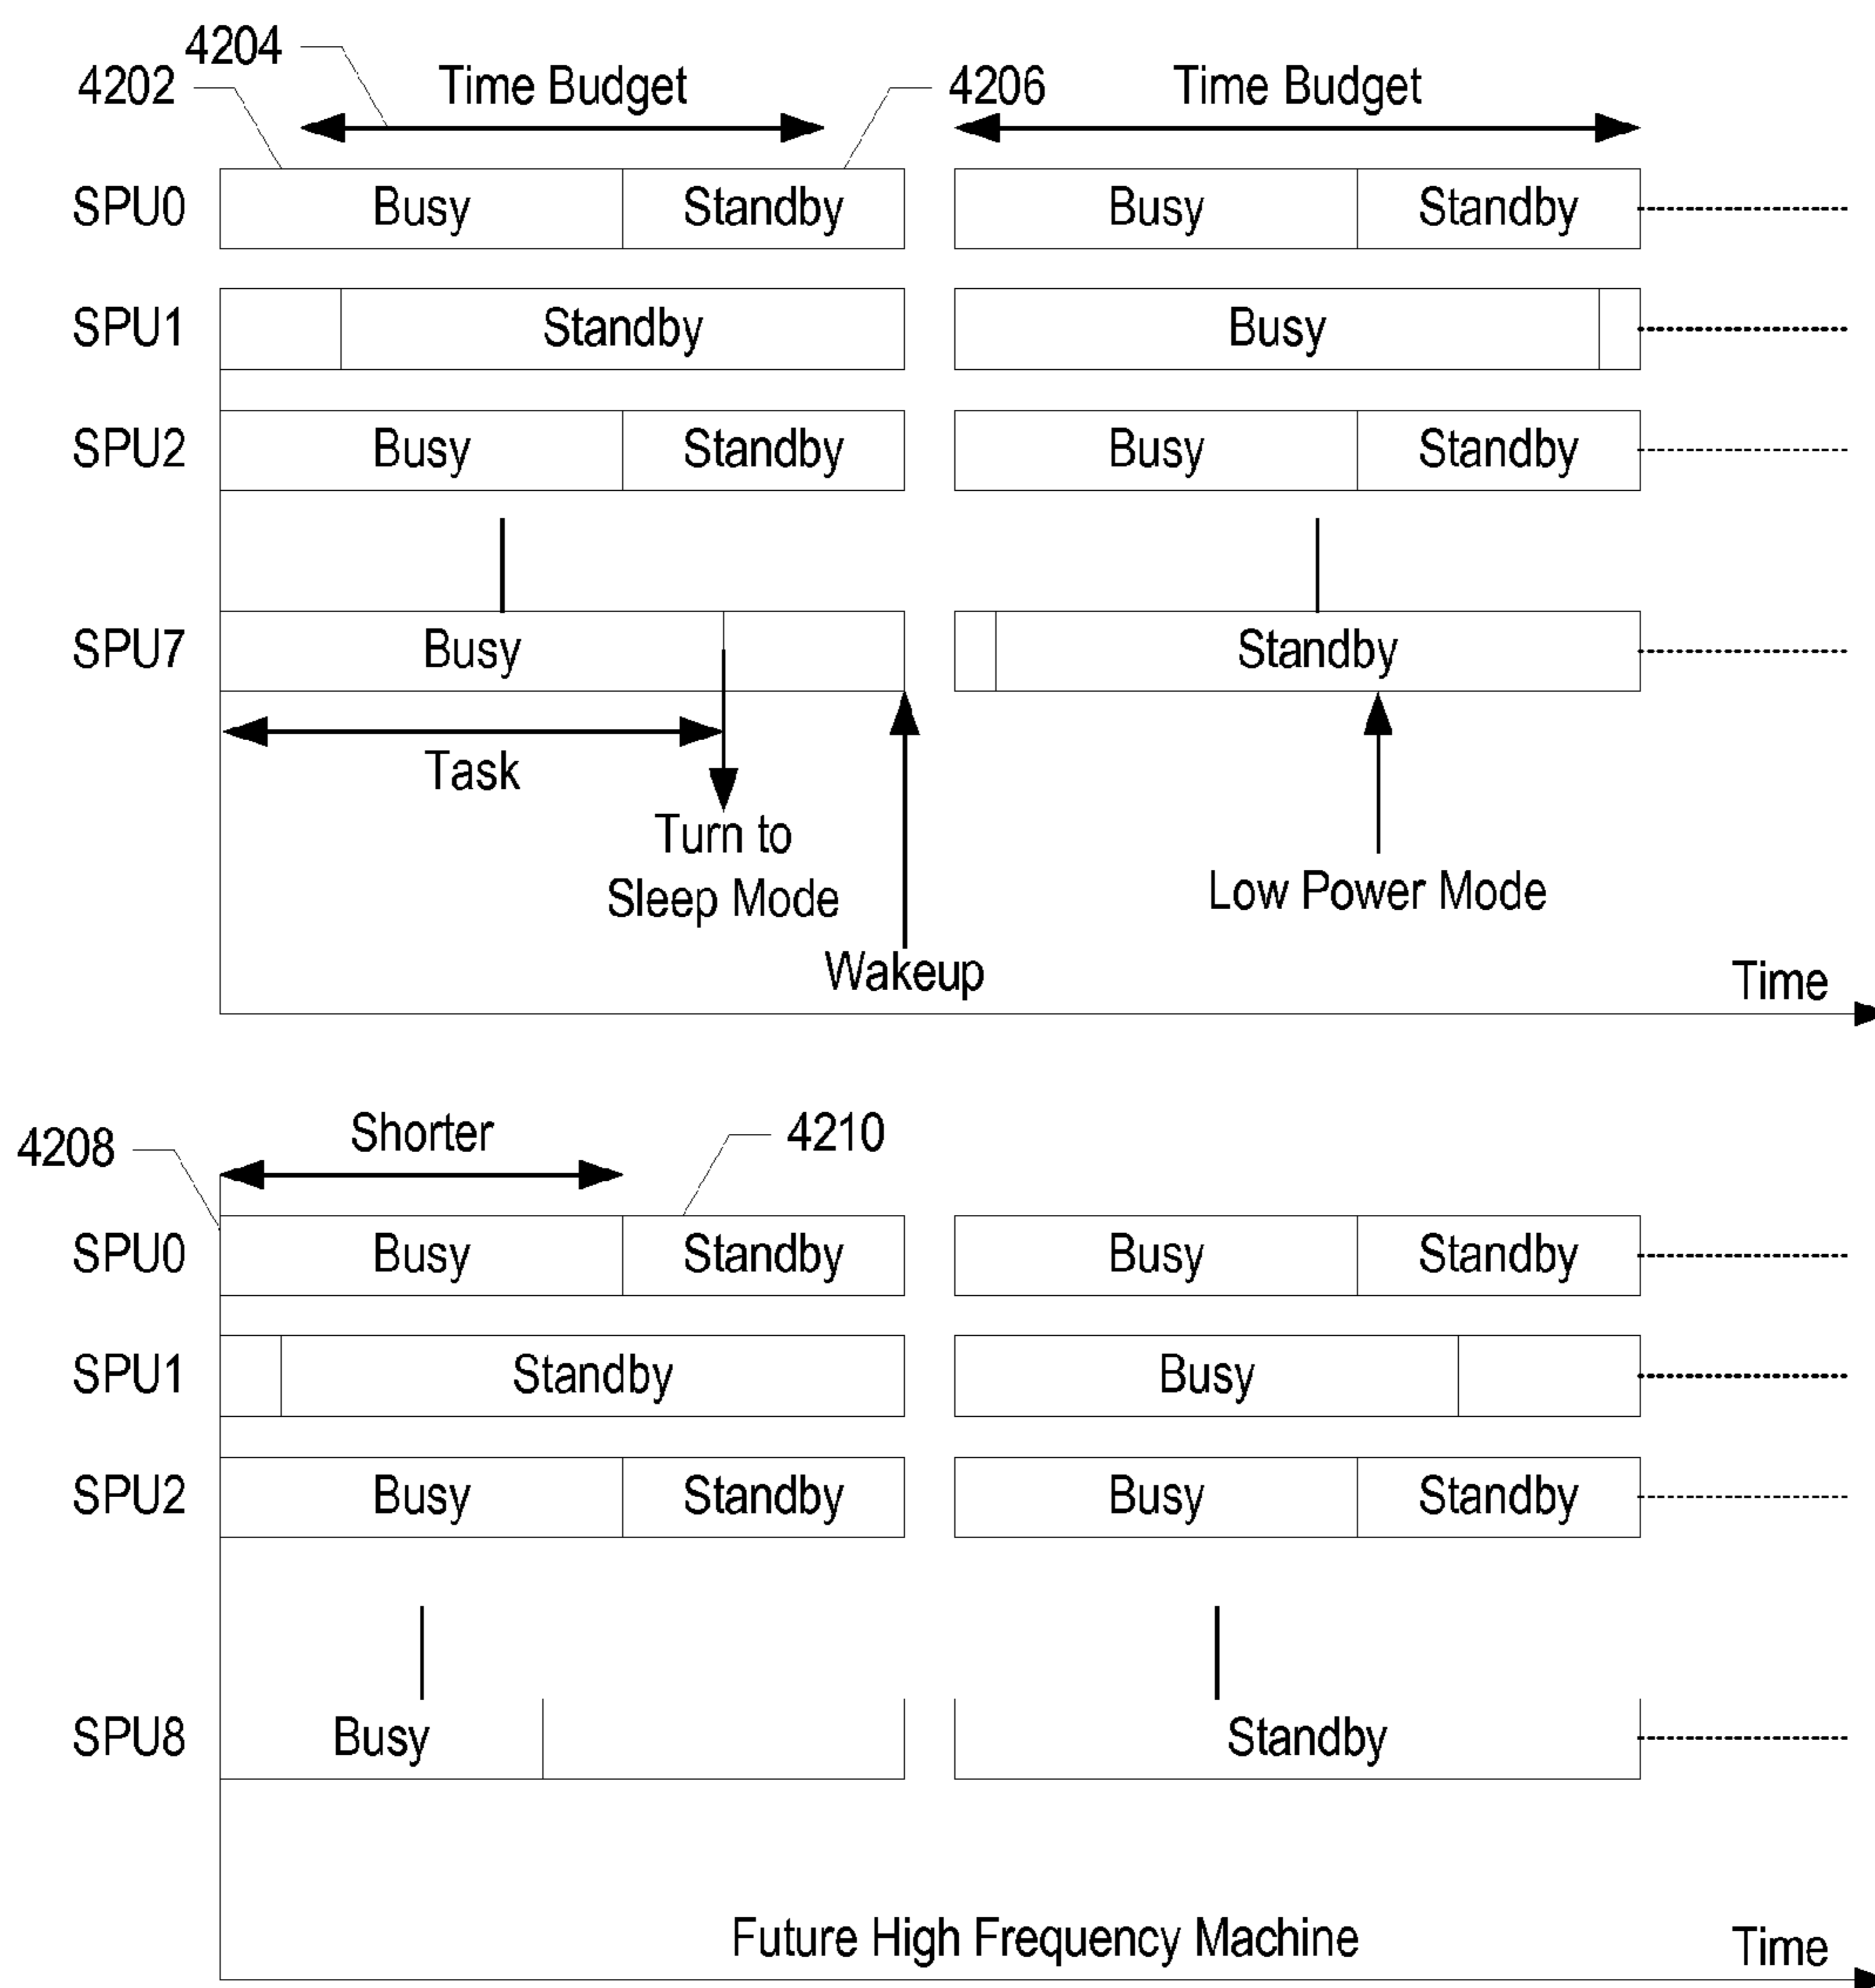 4204
4202 Time Budget 4206 Time Budget
SPU0 Busy Standby Busy Standby
SPU1 Standby Busy
SPU2 Busy Standby Busy Standby
SPU7 Busy Standby
Task
Turn to
Sleep Mode
Low Power Mode
Wakeup
Time
4208 Shorter 4210
SPU0 Busy Standby Busy Standby
SPU1 Standby Busy
SPU2 Busy Standby Busy Standby
SPU8 Busy Standby
Future High Frequency Machine
Time